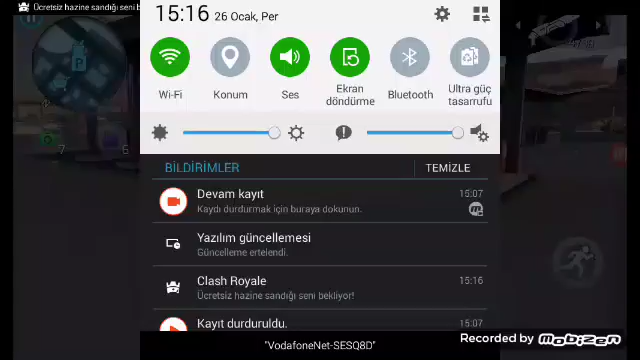 Ücretsiz hazine sandığı seni b
15:16 26 Ocak, Per
Wi-Fi
Konum
Ses
Ekran
döndürme
Bluetooth
Ultra güç
tasarrufu
BİLDİRİMLER
TEMİZLE
Devam kayıt 15:07
Kaydı durdurmak için buraya dokunun.
Yazılım güncellemesi
Güncelleme ertelendi.
Clash Royale 15:16
Ücretsiz hazine sandığı seni bekliyor!
Kayıt durduruldu. 15:07
"VodafoneNet-SESQ8D"
Recorded by Mobizen
P
7